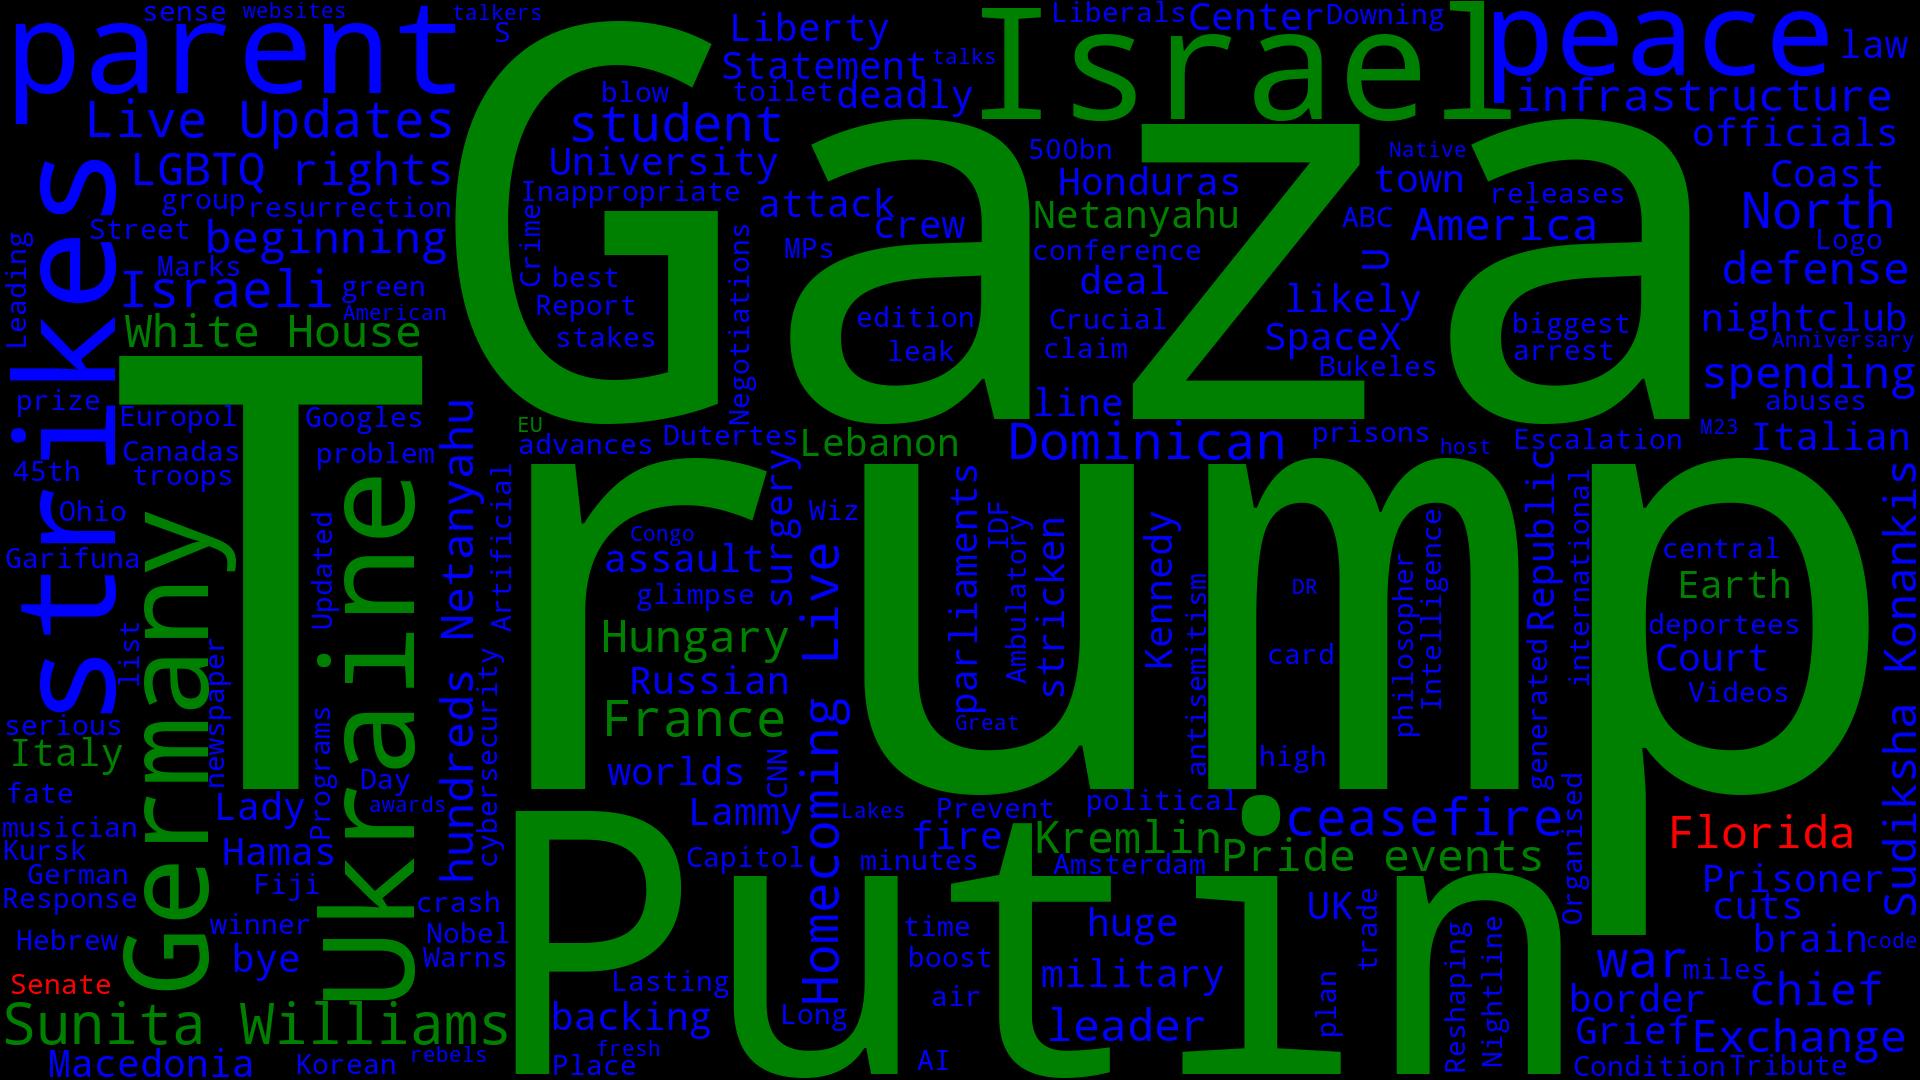 sense websites talkers
S
parent
Liberty
Statement talks
Israel
Liberals Center Downing
peace law
Live Updates
blow toilet deadly
infrastructure
student
officials
LGBTQ rights
University
500bn
Native
Gaza
Inappropriate
Honduras
town
Coast
group resurrection
attack
releases
North
Street beginning
Crime
crew
Netanyahu
ABC
America
Logo
Leading
Marks
MPs
conference
U
defense
Israeli green
best
deal
American
Report
Negotiations
edition
likely
nightclub
White House
stakes
leak
Crucial
claim
SpaceX
biggest
arrest
Anniversary
strikes
Bukeles
spending
prize
line
abuses
Trump
Europol Googles
EU
advances Dutertes Lebanon Dominican prisons host Escalation M23 Italian
Canadas problem
45th troops
Ohio
Garifuna
Germany
Updated
Ukraine
hundreds Netanyahu
Artificial
Congo
assault
surgery
Wiz
glimpse
Hungary
Russian
France
worlds
CNN
Homecoming Live
parliaments
IDF
Ambulatory
stricken
Great
Kennedy
antisemitism
DR
card
high
philosopher
Intelligence
generated Republic
international
central
Earth
deportees
Court
Videos
Sudiksha Konankis
list
newspaper
serious
Italy
fate
Programs
Day
awards
cybersecurity
Lady
Hamas
Fiji
musician
Kursk
German
Response
Hebrew
Senate
winner
bye
crash
Nobel
Warns
Sunita Williams
Macedonia Korean rebels
Putin
Lammy
Capitol
Lakes Prevent political
fire
minutes
Kremlin
Amsterdam
ceasefire
Pride events
Organised
Florida
Prisoner
cuts
brain code
Lasting
backing
fresh
Place
Long
time
boost
air
AI
huge
military
leader
UK
trade
plan
Reshaping
Nightline
war miles
border chief
Grief Exchange
Condition Tribute